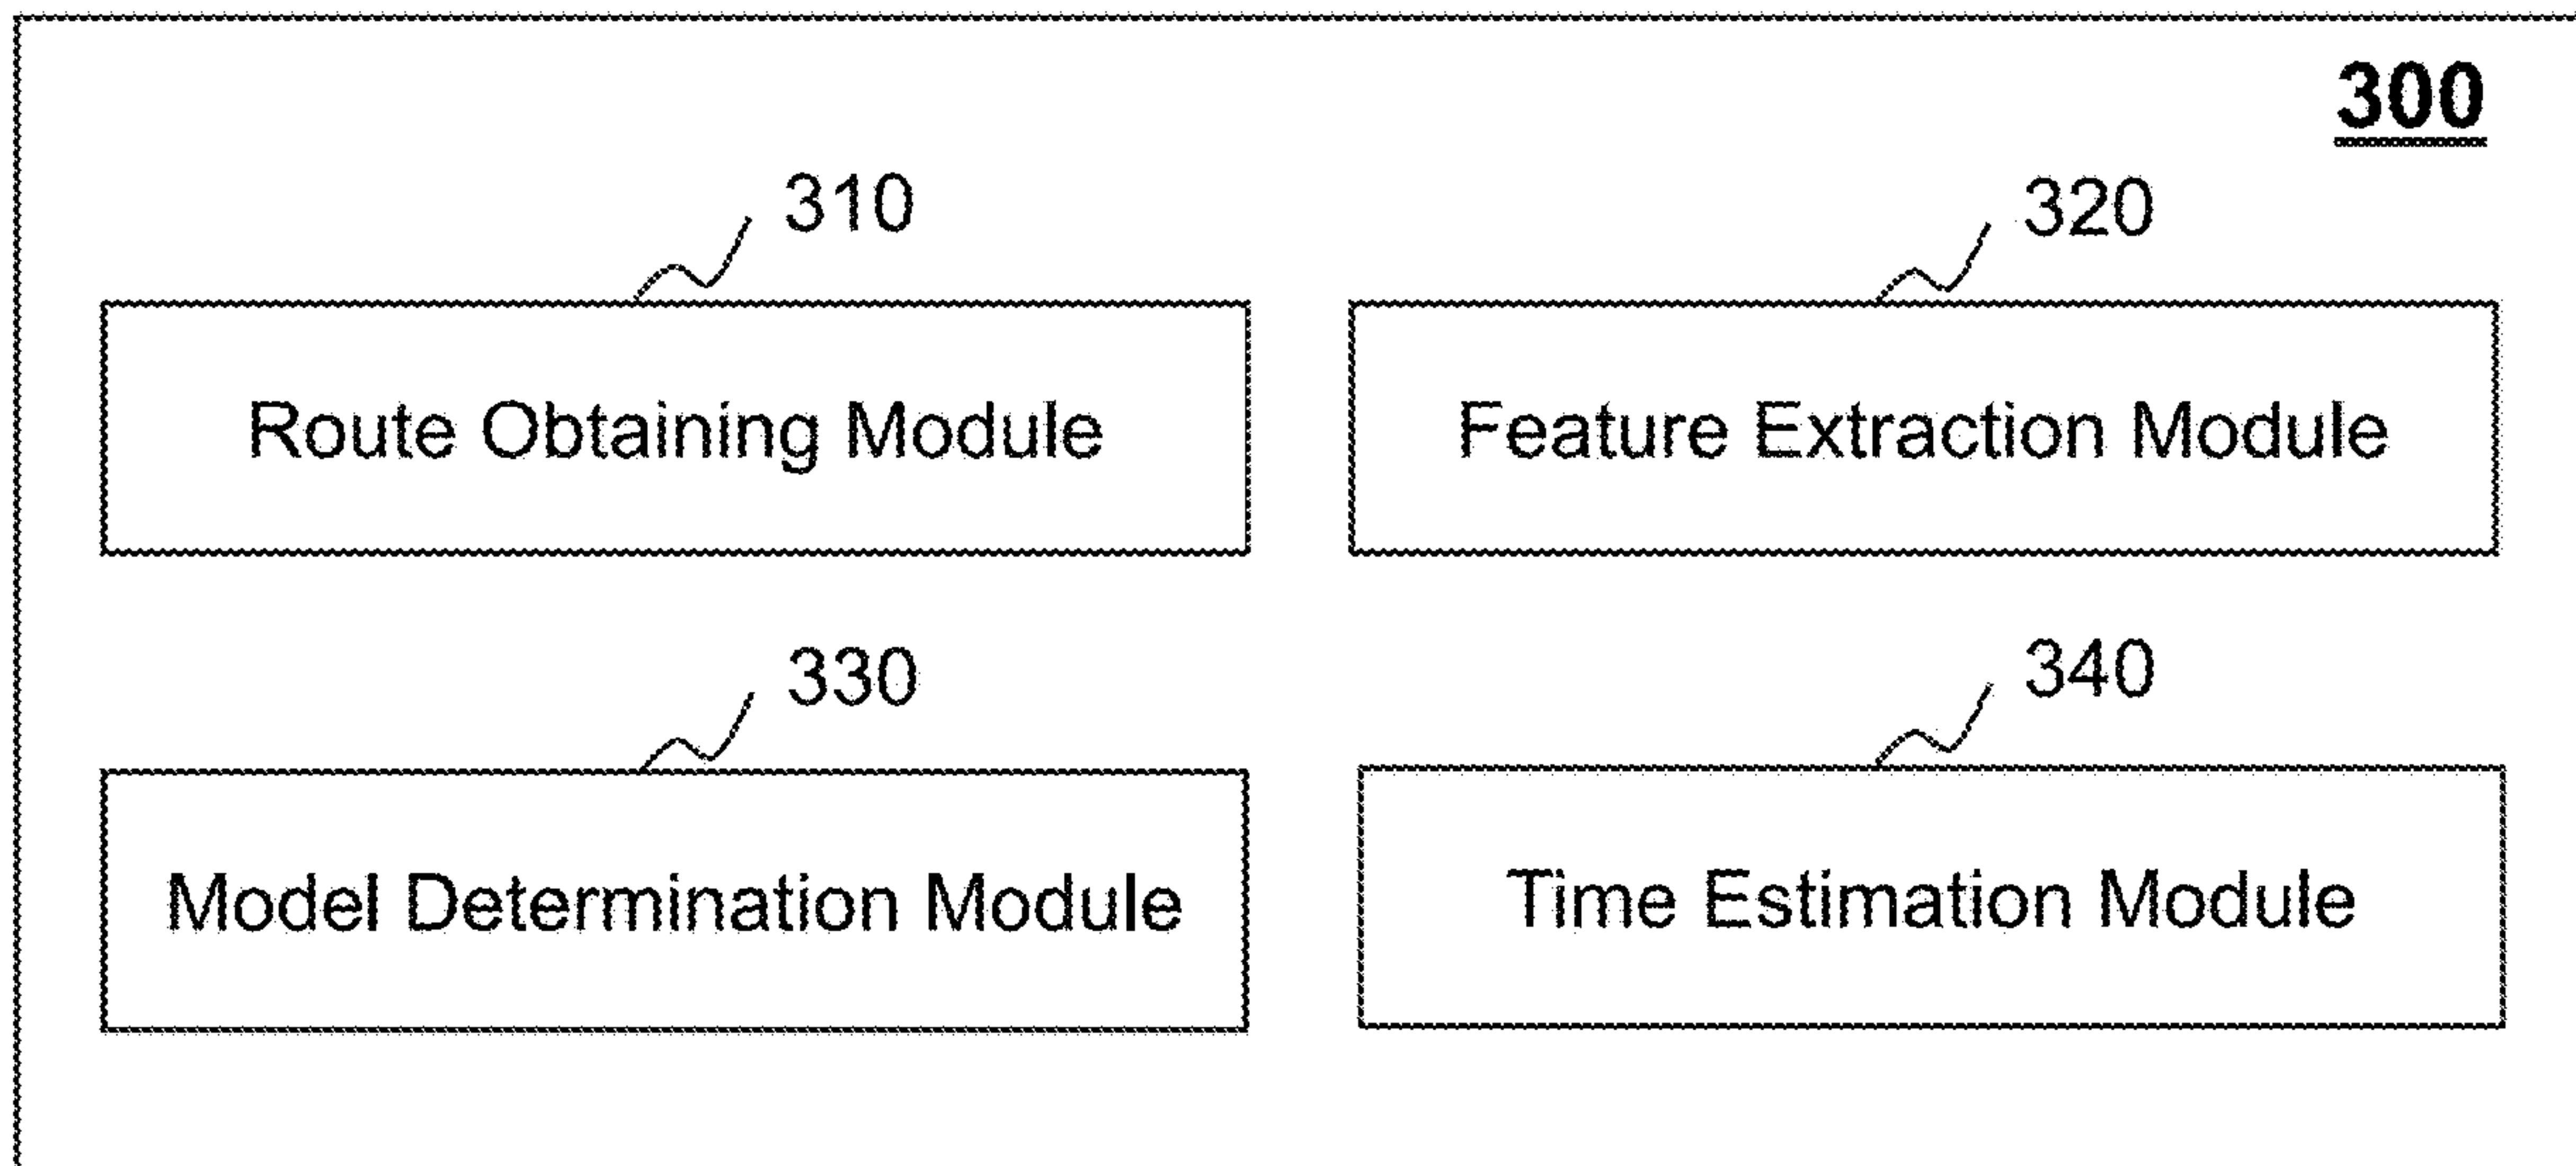 300
310
320
Route Obtaining Module
Feature Extraction Module
330
340
Model Determination Module
Time Estimation Module